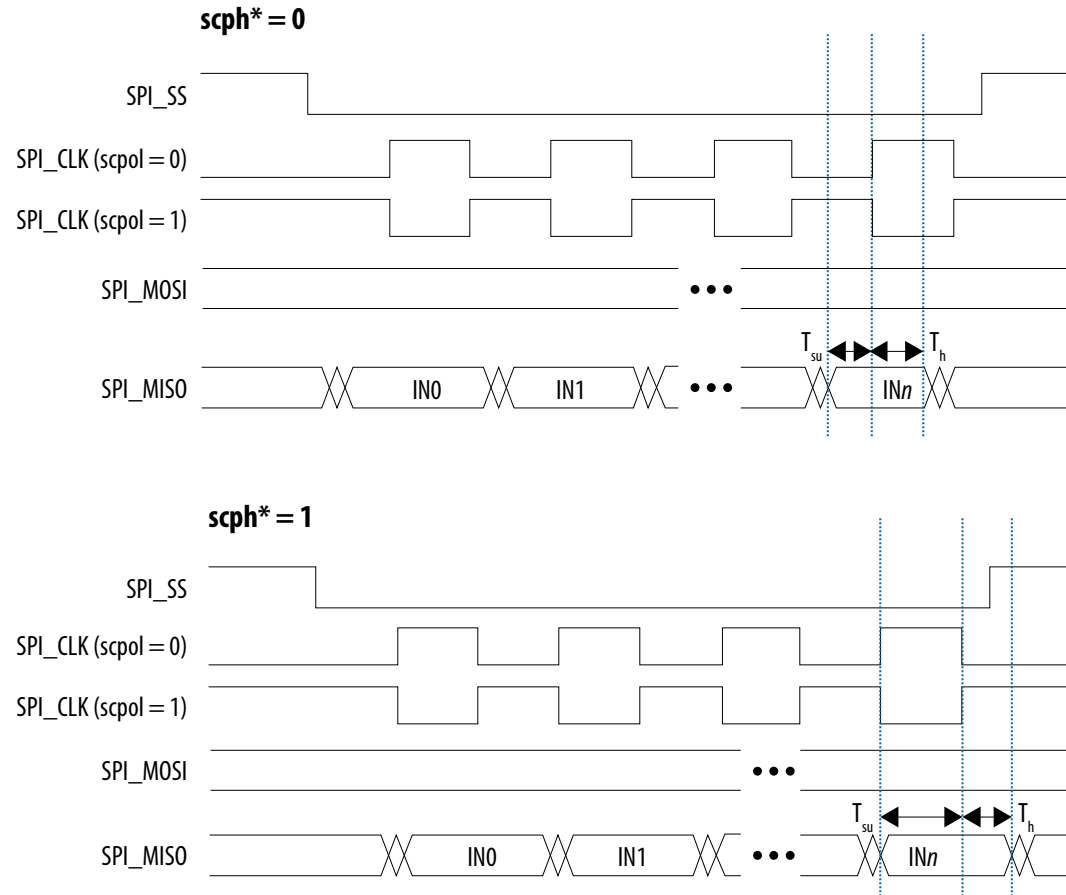 scph* = 0
SPI_SS
SPI_CLK (scpol = 0)
SPI_CLK (scpol = 1)
SPI_MOSI
•••
Tsu
Th
SPI_MISO
IN0
IN1
•••
INn
scph* = 1
SPI_SS
SPI_CLK (scpol = 0)
SPI_CLK (scpol = 1)
SPI_MOSI
•••
Tsu
Th
SPI_MISO
IN0
IN1
•••
INn